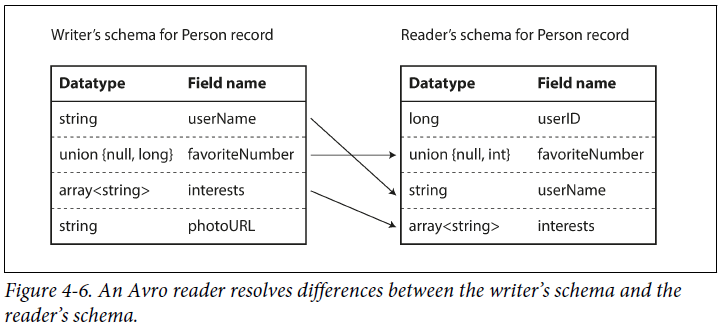 Writer's schema for Person record Reader's schema for Person record
Datatype Field name Datatype Field name
string userName long userID
union {null, long} favoriteNumber union {null, int} favoriteNumber
array<string> interests string userName
string photoURL array<string> interests
Figure 4-6. An Avro reader resolves differences between the writer's schema and the
reader's schema.